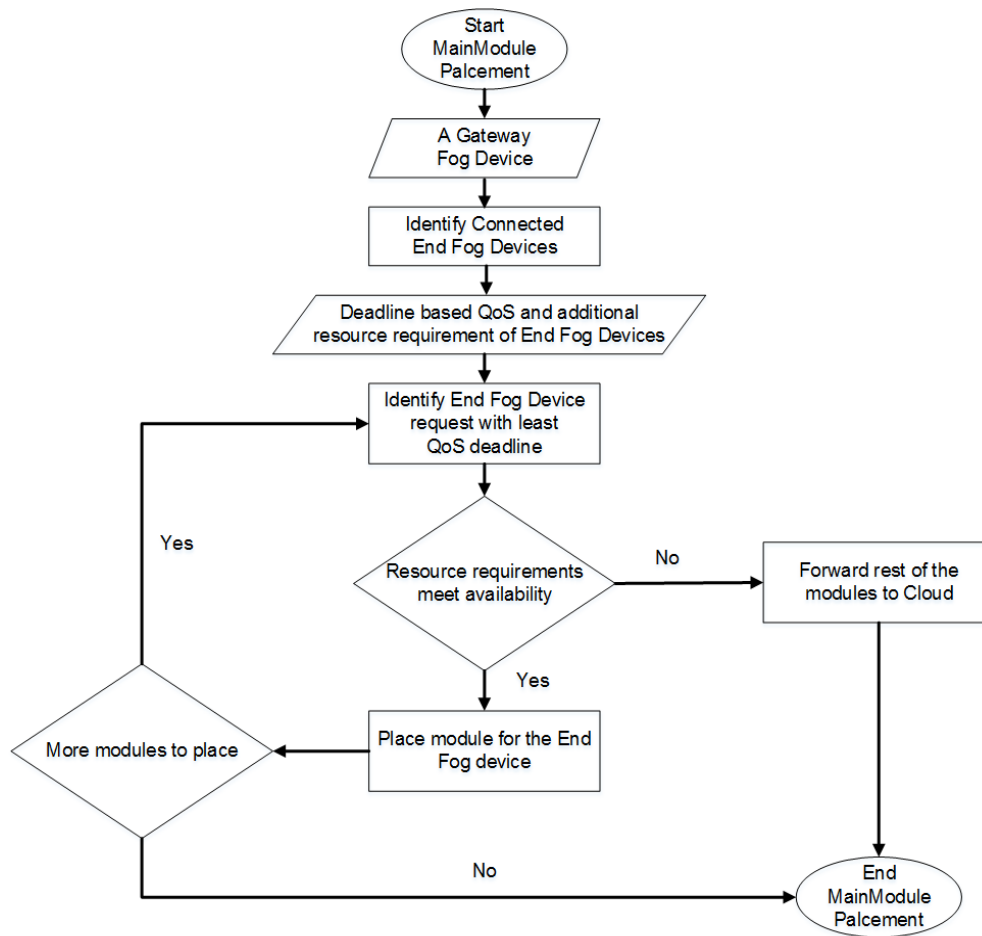 Start
MainModule
Palcement
A Gateway
Fog Device
Identify Connected
End Fog Devices
Deadline based QoS and additional
resource requirement of End Fog Devices
Identify End Fog Device
request with least
QoS deadline
Yes
Resource requirements
meet availability
No
Forward rest of the
modules to Cloud
Yes
More modules to place
Place module for the End
Fog device
No
End
MainModule
Palcement